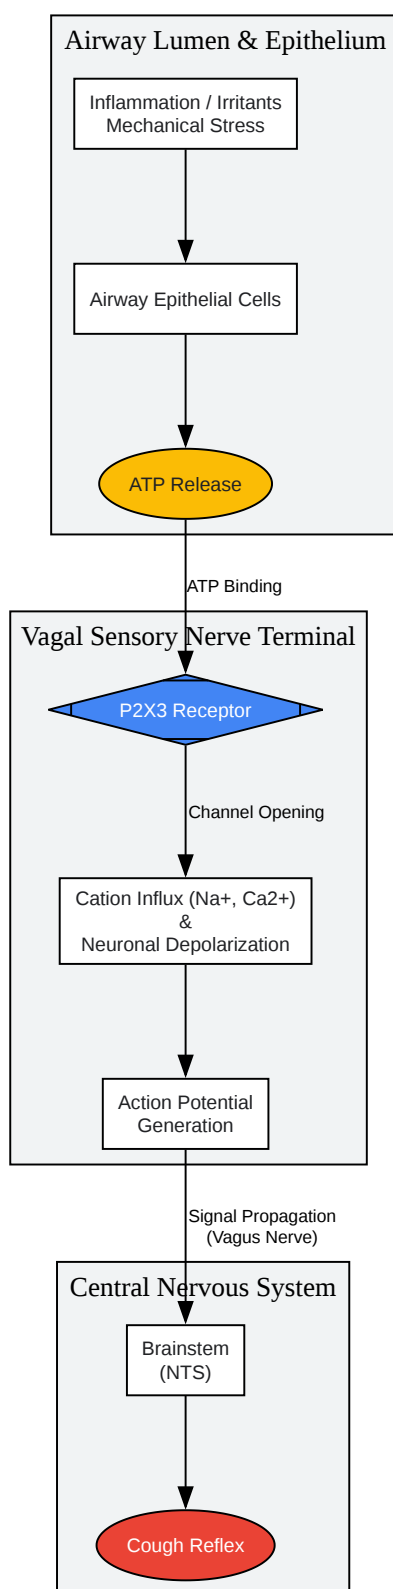 Airway Lumen & Epithelium
Inflammation / Irritants
Mechanical Stress
Airway Epithelial Cells
ATP Release
ATP Binding
Vagal Sensory Nerve Terminal
P2X3 Receptor
Channel Opening
Cation Influx (Na+, Ca2+)
&
Neuronal Depolarization
Action Potential
Generation
Signal Propagation
(Vagus Nerve)
Central Nervous System
Brainstem
(NTS)
Cough Reflex